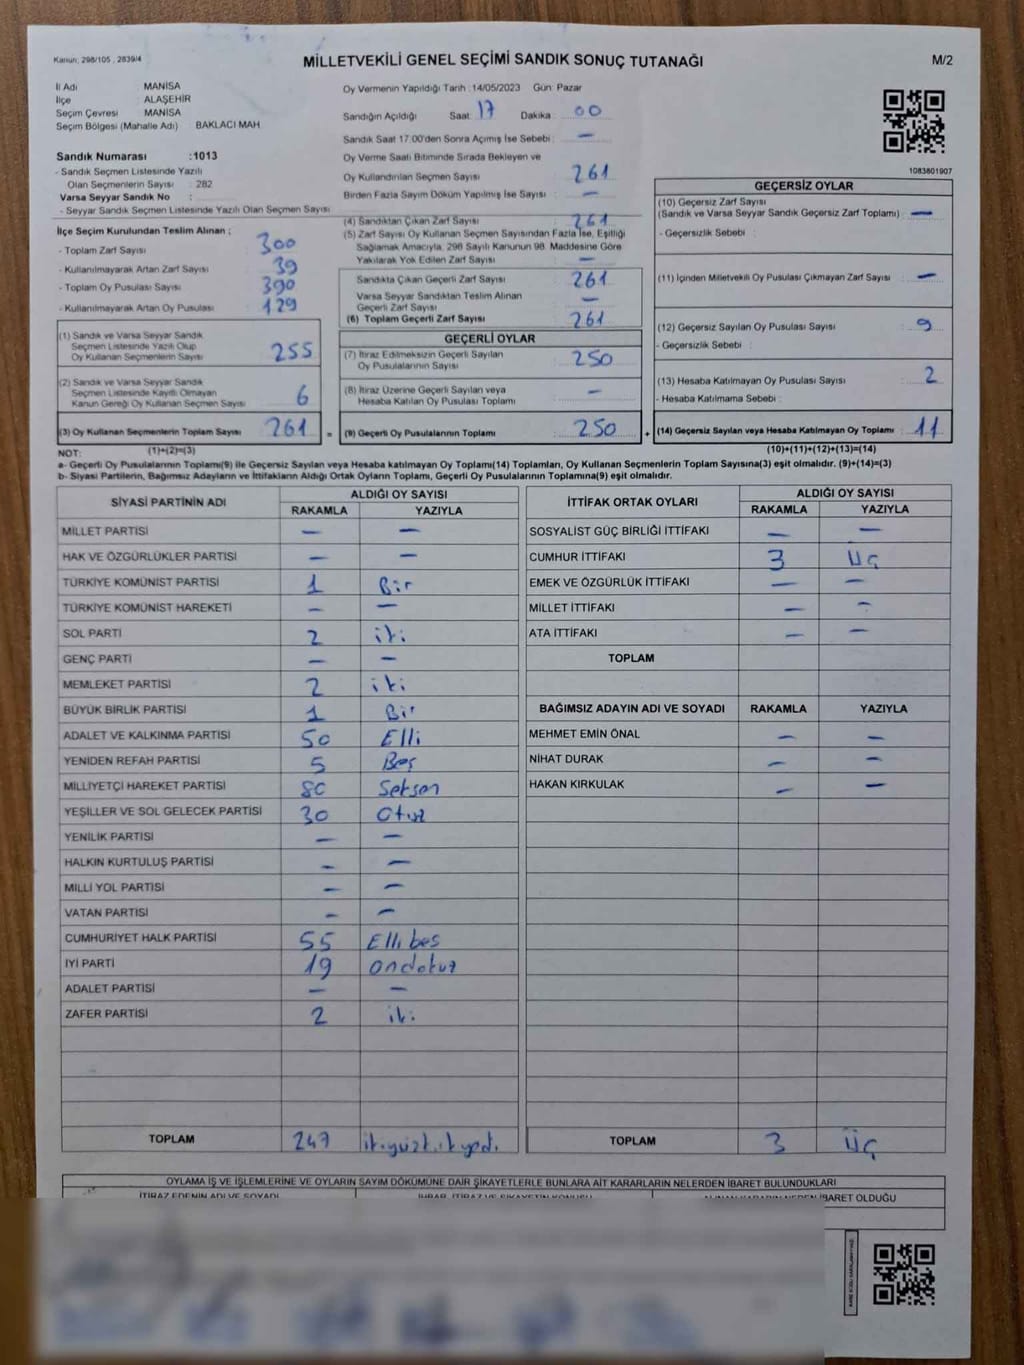 Kanun: 298/105 , 2839/4
MİLLETVEKİLİ GENEL SEÇİMİ SANDIK SONUÇ TUTANAĞI
M/2
İl Adı MANİSA
İlçe ALAŞEHİR
Seçim Çevresi MANİSA
Seçim Bölgesi (Mahalle Adı) BAKLACI MAH
Sandık Numarası :1013
- Sandık Seçmen Listesinde Yazılı
Olan Seçmenlerin Sayısı : 282
Varsa Seyyar Sandık No :
- Seyyar Sandık Seçmen Listesinde Yazılı Olan Seçmen Sayısı
İlçe Seçim Kurulundan Teslim Alınan ;
- Toplam Zarf Sayısı 300
- Kullanılmayarak Artan Zarf Sayısı 39
- Toplam Oy Pusulası Sayısı 390
- Kullanılmayarak Artan Oy Pusulası 129
(1) Sandık ve Varsa Seyyar Sandık
Seçmen Listesinde Yazılı Olup
Oy Kullanan Seçmenlerin Sayısı 255
(2) Sandık ve Varsa Seyyar Sandık
Seçmen Listesinde Kayıtlı Olmayan
Kanun Gereği Oy Kullanan Seçmen Sayısı 6
(3) Oy Kullanan Seçmenlerin Toplam Sayısı 261 =
Oy Vermenin Yapıldığı Tarih :14/05/2023 Gün: Pazar
Sandığın Açıldığı Saat: 17 Dakika : 00
Sandık Saat 17:00'den Sonra Açımış İse Sebebi : —
Oy Verme Saati Bitiminde Sırada Bekleyen ve
Oy Kullandırılan Seçmen Sayısı 261
Birden Fazla Sayım Döküm Yapılmış İse Sayısı : —
(4) Sandıktan Çıkan Zarf Sayısı 261
(5) Zarf Sayısı Oy Kullanan Seçmen Sayısından Fazla İse, Eşitliği
Sağlamak Amacıyla, 298 Sayılı Kanunun 98. Maddesine Göre
Yakılarak Yok Edilen Zarf Sayısı: —
Sandıkta Çıkan Geçerli Zarf Sayısı 261
Varsa Seyyar Sandıktan Teslim Alınan
Geçerli Zarf Sayısı —
(6) Toplam Geçerli Zarf Sayısı 261
GEÇERLİ OYLAR
(7) İtiraz Edilmeksizin Geçerli Sayılan
Oy Pusulalarının Sayısı 250
(8) İtiraz Üzerine Geçerli Sayılan veya
Hesaba Katılan Oy Pusulası Toplamı —
(9) Geçerli Oy Pusulalarının Toplamı 250 +
1083801907
GEÇERSİZ OYLAR
(10) Geçersiz Zarf Sayısı
(Sandık ve Varsa Seyyar Sandık Geçersiz Zarf Toplamı) : —
- Geçersizlik Sebebi :
(11) İçinden Milletvekili Oy Pusulası Çıkmayan Zarf Sayısı —
(12) Geçersiz Sayılan Oy Pusulası Sayısı 9
- Geçersizlik Sebebi :
(13) Hesaba Katılmayan Oy Pusulası Sayısı 2
- Hesaba Katılmama Sebebi :
(14) Geçersiz Sayılan veya Hesaba Katılmayan Oy Toplamı 11
NOT: (1)+(2)=(3) (10)+(11)+(12)+(13)=(14)
a- Geçerli Oy Pusulalarının Toplamı(9) ile Geçersiz Sayılan veya Hesaba katılmayan Oy Toplamı(14) Toplamları, Oy Kullanan Seçmenlerin Toplam Sayısına(3) eşit olmalıdır. (9)+(14)=(3)
b- Siyasi Partilerin, Bağımsız Adayların ve İttifakların Aldığı Ortak Oyların Toplamı, Geçerli Oy Pusulalarının Toplamına(9) eşit olmalıdır.
SİYASİ PARTİNİN ADI ALDIĞI OY SAYISI
RAKAMLA YAZIYLA
MİLLET PARTİSİ — —
HAK VE ÖZGÜRLÜKLER PARTİSİ — —
TÜRKİYE KOMÜNİST PARTİSİ 1 Bir
TÜRKİYE KOMÜNİST HAREKETİ — —
SOL PARTİ 2 iki
GENÇ PARTİ — —
MEMLEKET PARTİSİ 2 iki
BÜYÜK BİRLİK PARTİSİ 1 Bir
ADALET VE KALKINMA PARTİSİ 50 Elli
YENİDEN REFAH PARTİSİ 5 Beş
MİLLİYETÇİ HAREKET PARTİSİ 80 Seksen
YEŞİLLER VE SOL GELECEK PARTİSİ 30 Otuz
YENİLİK PARTİSİ — —
HALKIN KURTULUŞ PARTİSİ — —
MİLLİ YOL PARTİSİ — —
VATAN PARTİSİ — —
CUMHURİYET HALK PARTİSİ 55 Elli beş
İYİ PARTİ 19 ondokuz
ADALET PARTİSİ — —
ZAFER PARTİSİ 2 iki
TOPLAM 247 ikiyüzkırkyedi
İTTİFAK ORTAK OYLARI ALDIĞI OY SAYISI
RAKAMLA YAZIYLA
SOSYALİST GÜÇ BİRLİĞİ İTTİFAKI — —
CUMHUR İTTİFAKI 3 Üç
EMEK VE ÖZGÜRLÜK İTTİFAKI — —
MİLLET İTTİFAKI — —
ATA İTTİFAKI — —
TOPLAM
BAĞIMSIZ ADAYIN ADI VE SOYADI RAKAMLA YAZIYLA
MEHMET EMİN ÖNAL — —
NİHAT DURAK — —
HAKAN KIRKULAK — —
TOPLAM 3 Üç
OYLAMA İŞ VE İŞLEMLERİNE VE OYLARIN SAYIM DÖKÜMÜNE DAİR ŞİKAYETLERLE BUNLARA AİT KARARLARIN NELERDEN İBARET BULUNDUKLARI
İTİRAZ EDENİN ADI VE SOYADI İHBAR, İTİRAZ VE ŞİKAYETİN KONUSU ALINAN KARARIN NEDEN İBARET OLDUĞU